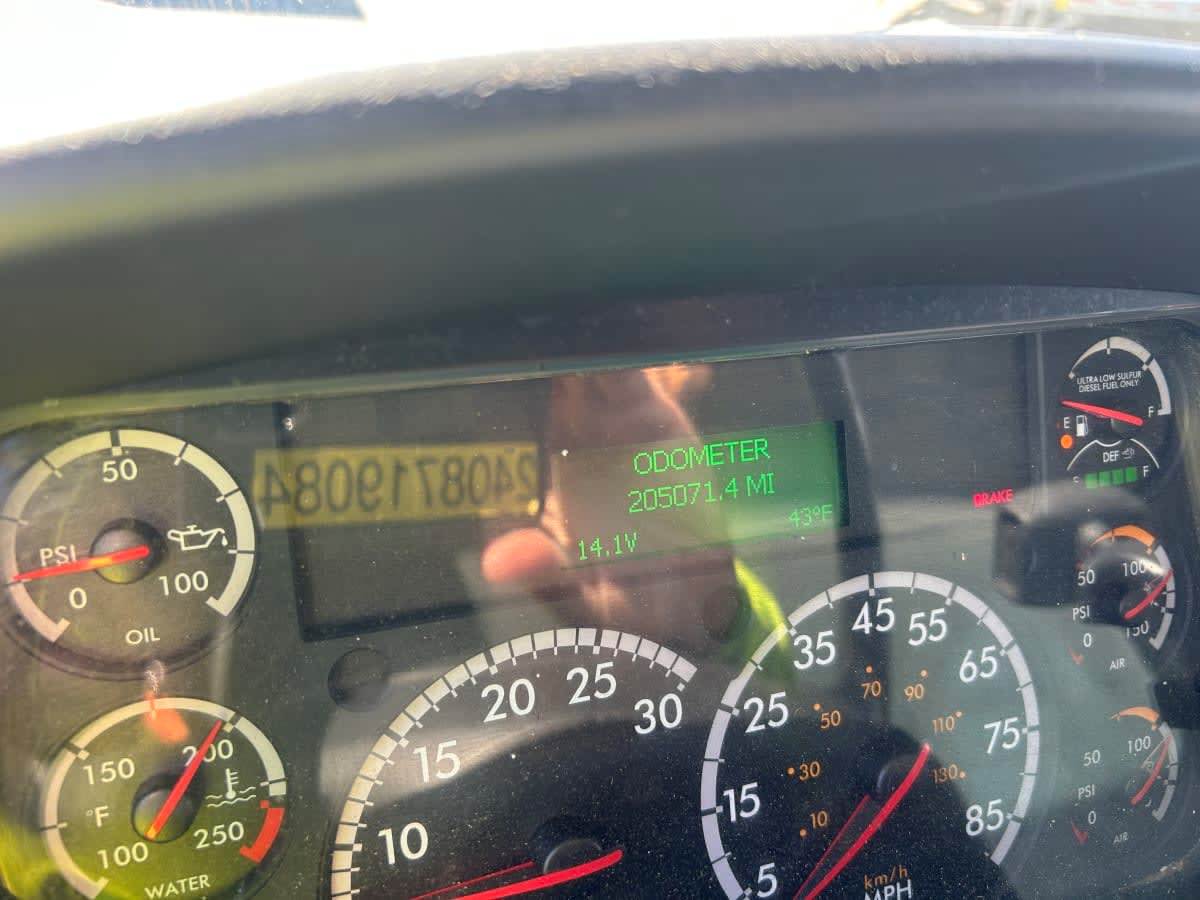 ODOMETER
205071.4 MI
43°F
14.1V
2408719084
BRAKE
ULTRA LOW SULFUR
DIESEL FUEL ONLY
E
F
DEF
F
50
PSI
0
100
OIL
150
200
°F
100
250
WATER
10
15
20
25
30
5
15
25
35
45
55
65
75
85
10
30
50
70
90
110
130
km/h
MPH
50
100
PSI
0
150
AIR
50
100
PSI
0
AIR